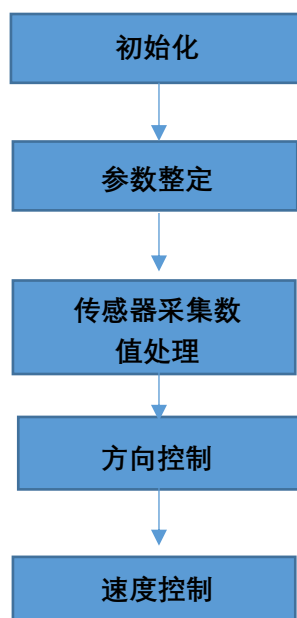 初始化
参数整定
传感器采集数
值处理
方向控制
速度控制